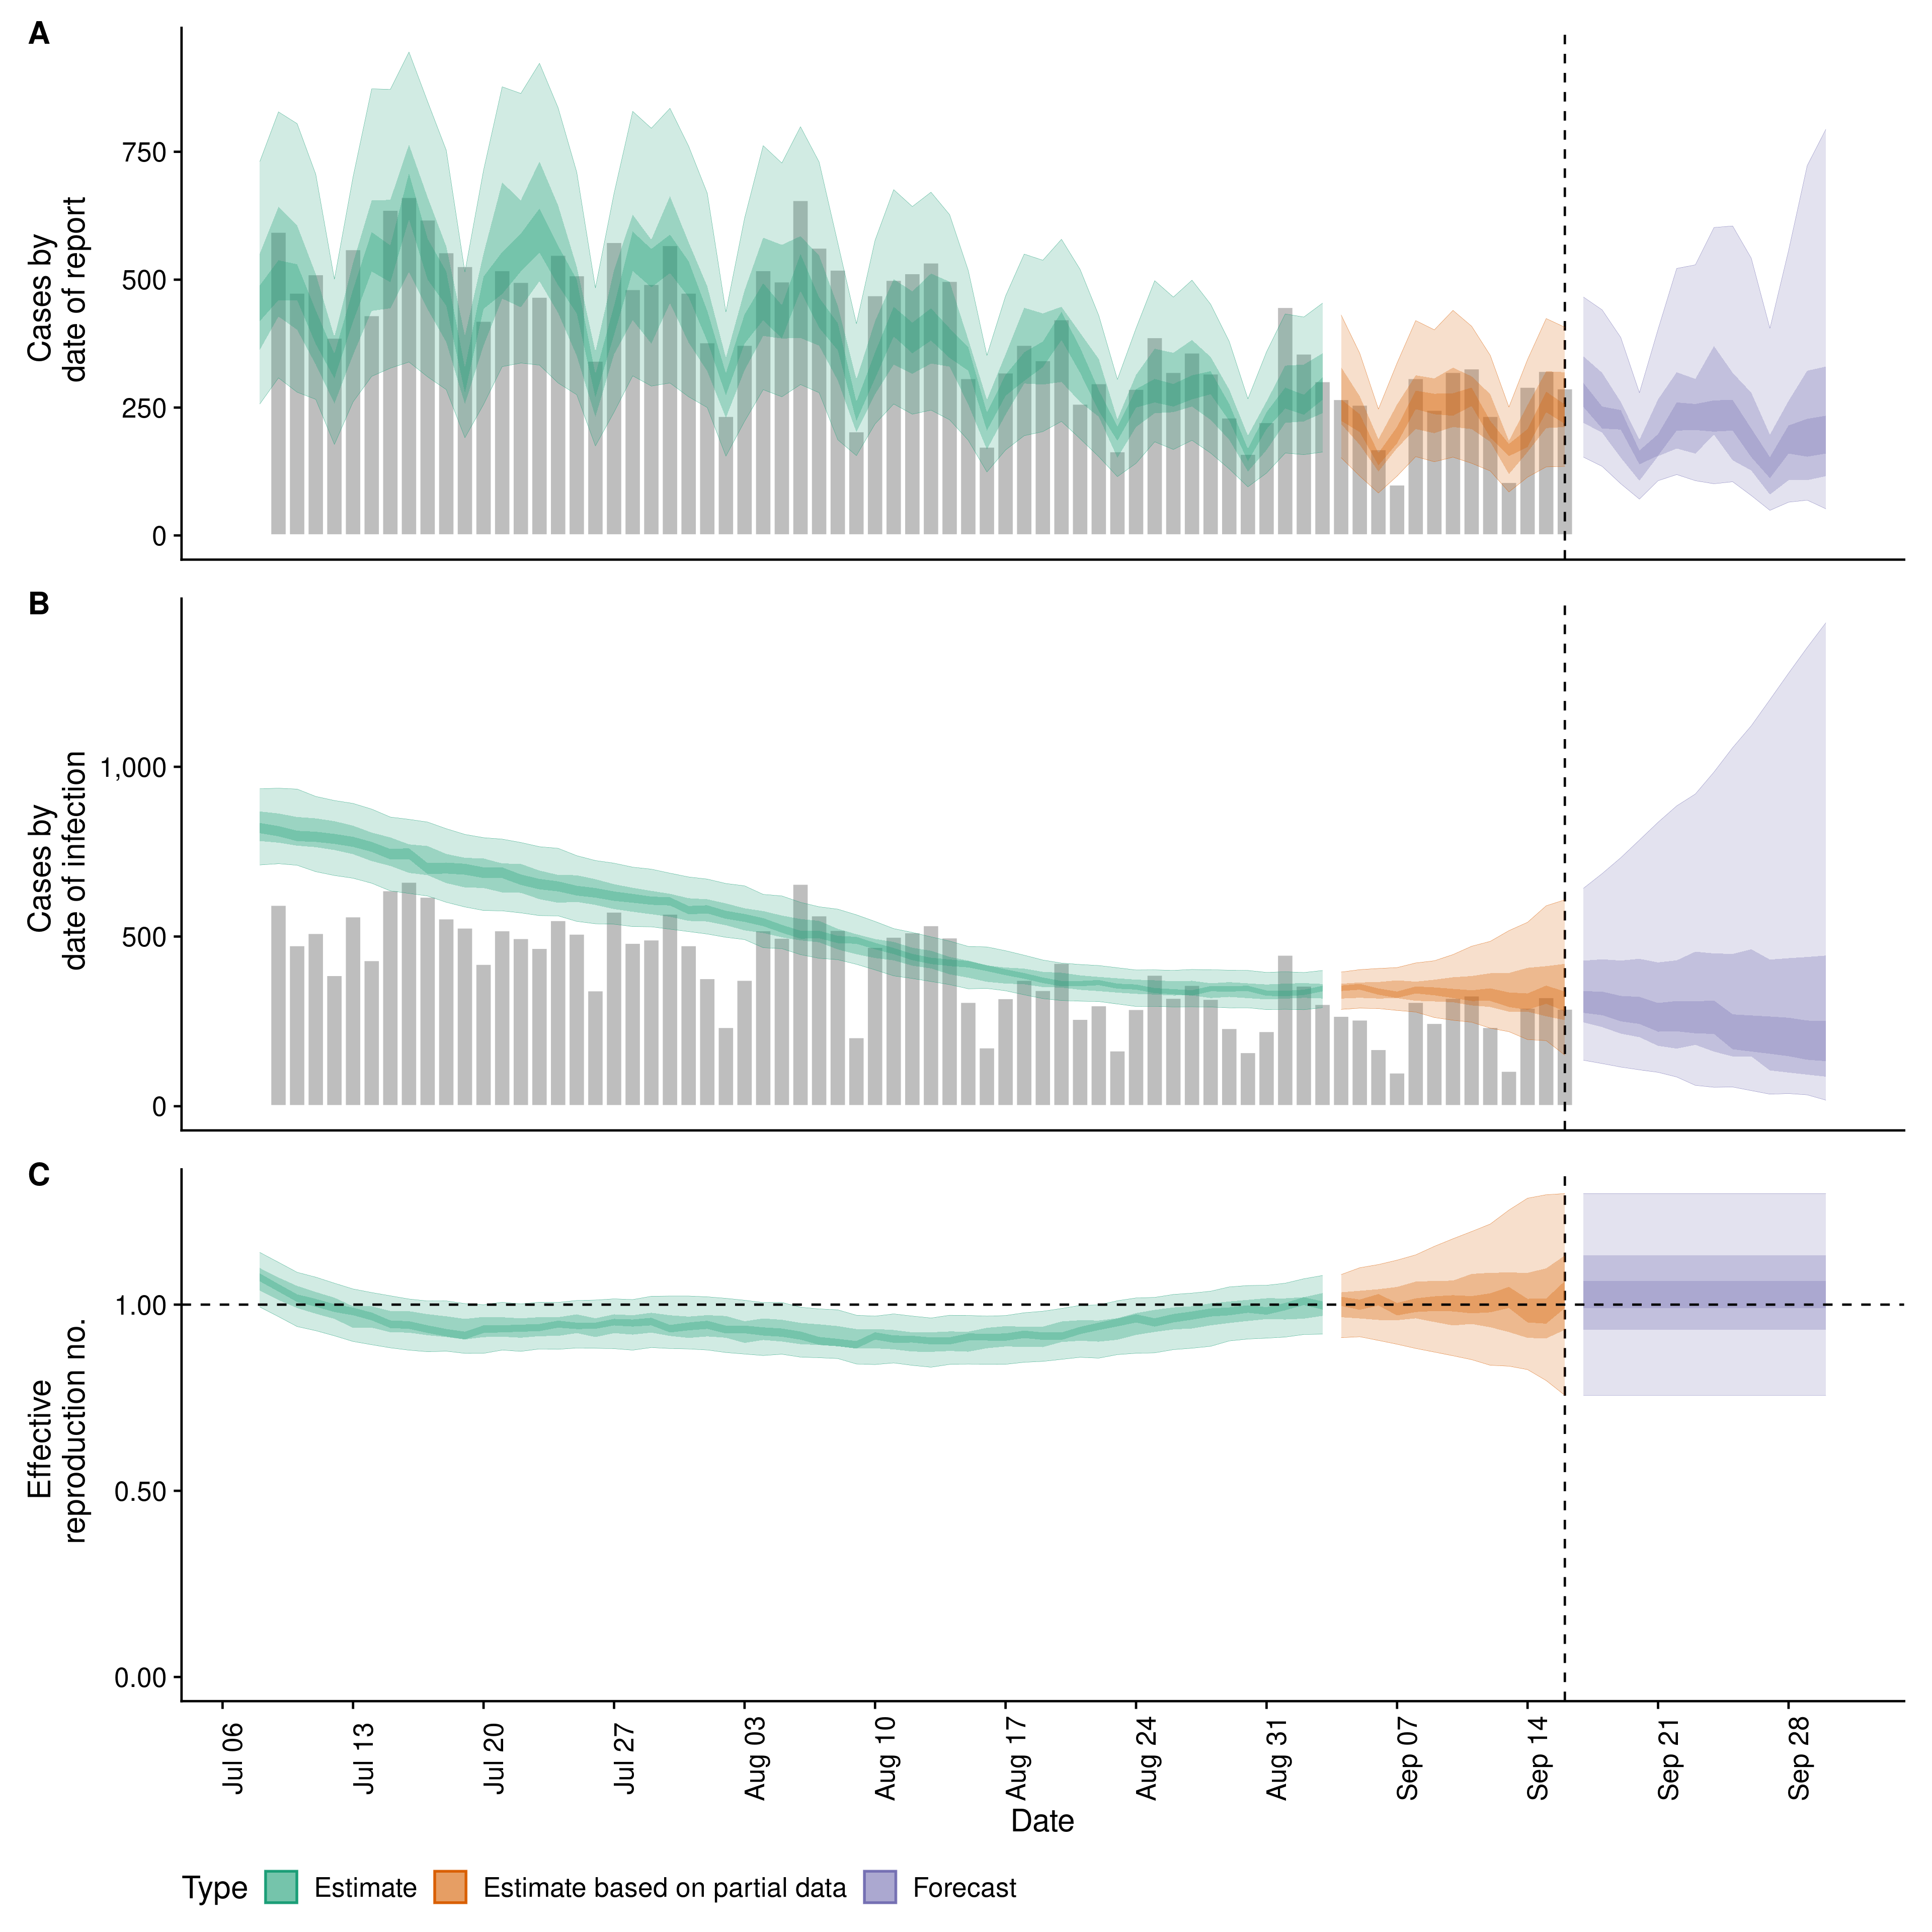 A
Cases by
date of report
750
500
250
0
B
Cases by
date of infection
1,000
500
0
C
Effective
reproduction no.
1.00
0.50
0.00
Jul 06
Jul 13
Jul 20
Jul 27
Aug 03
Aug 10
Aug 17
Aug 24
Aug 31
Sep 07
Sep 14
Sep 21
Sep 28
Date
Type Estimate Estimate based on partial data Forecast